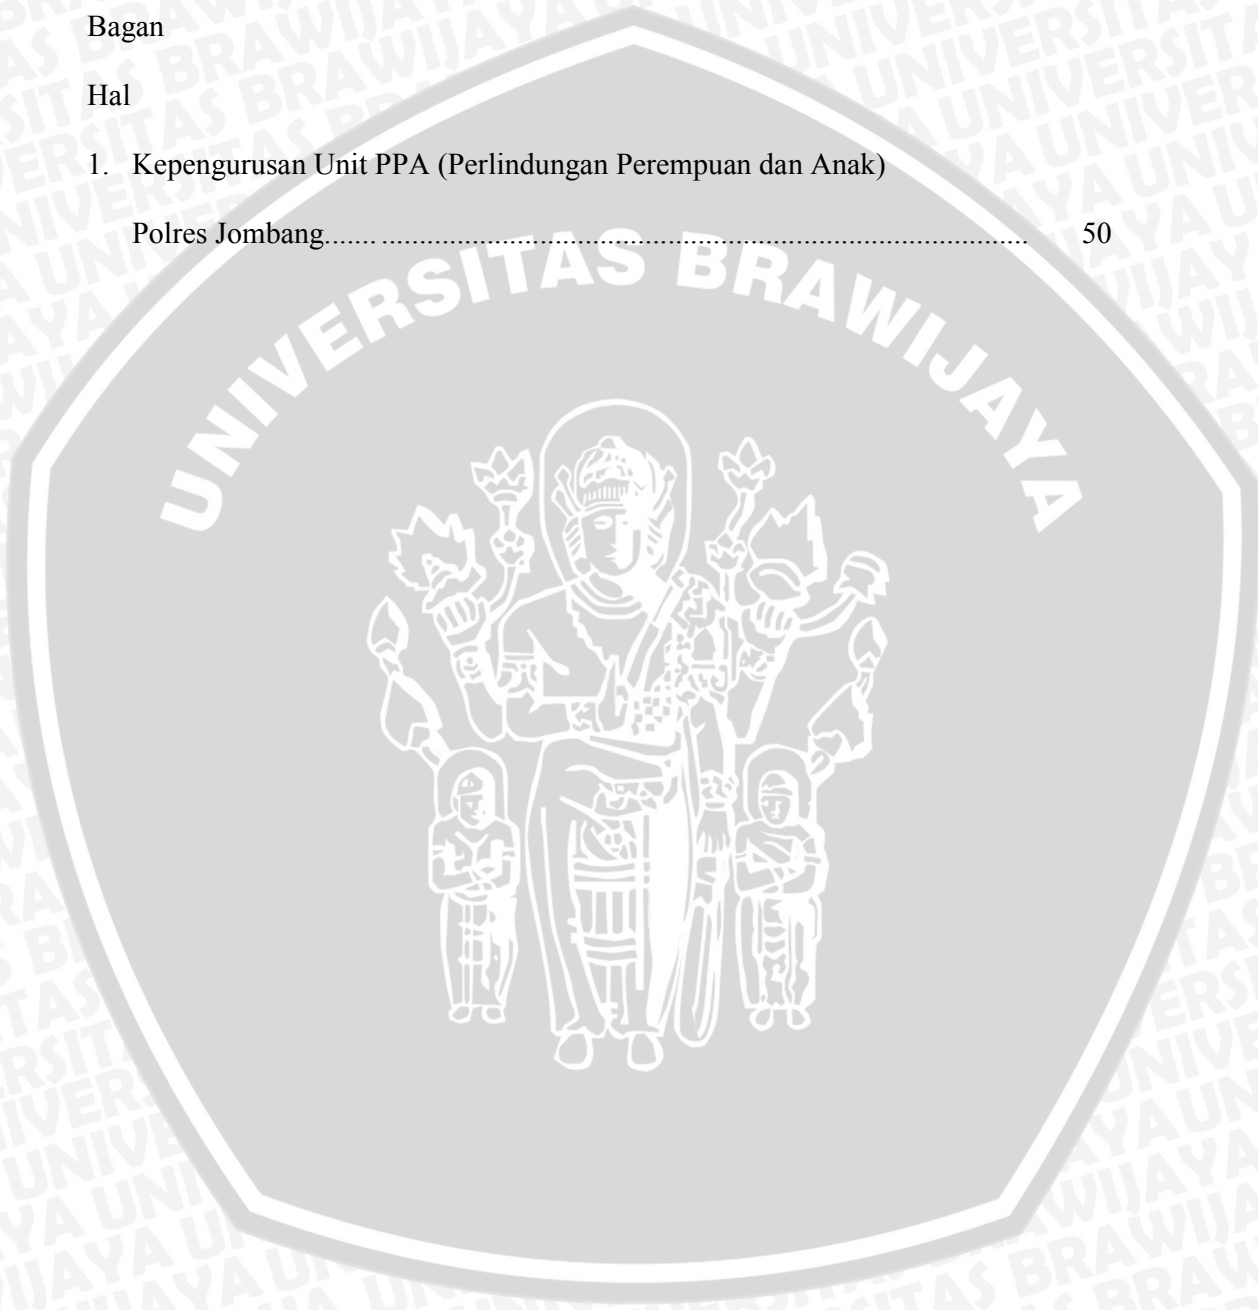 Bagan
Hal
1. Kepengurusan Unit PPA (Perlindungan Perempuan dan Anak)
Polres Jombang....... ..................................................................................... 50
UNIVERSITAS BRAWIJAYA